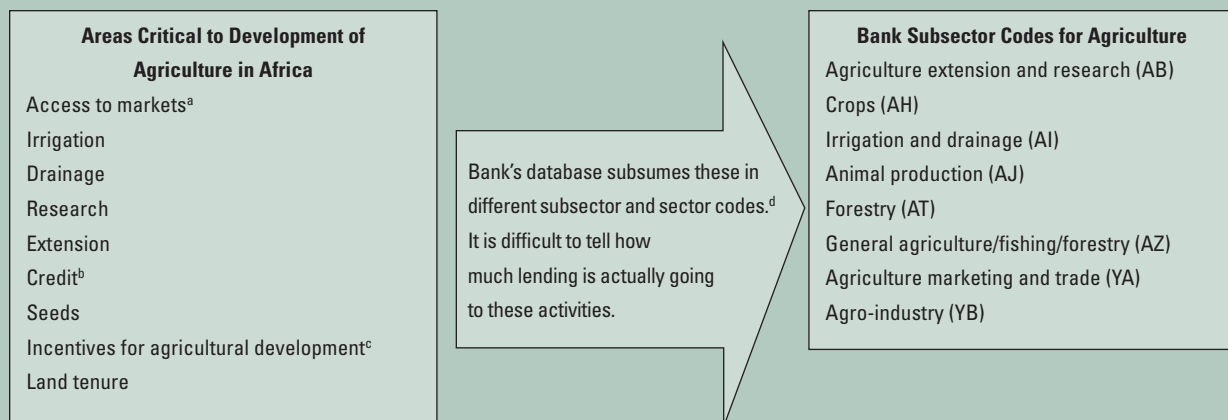 Areas Critical to Development of
Agriculture in Africa
Access to marketsᵃ
Irrigation
Drainage
Research
Extension
Creditᵇ
Seeds
Incentives for agricultural developmentᶜ
Land tenure
Bank's database subsumes these in
different subsector and sector codes.ᵈ
It is difficult to tell how
much lending is actually going
to these activities.
Bank Subsector Codes for Agriculture
Agriculture extension and research (AB)
Crops (AH)
Irrigation and drainage (AI)
Animal production (AJ)
Forestry (AT)
General agriculture/fishing/forestry (AZ)
Agriculture marketing and trade (YA)
Agro-industry (YB)